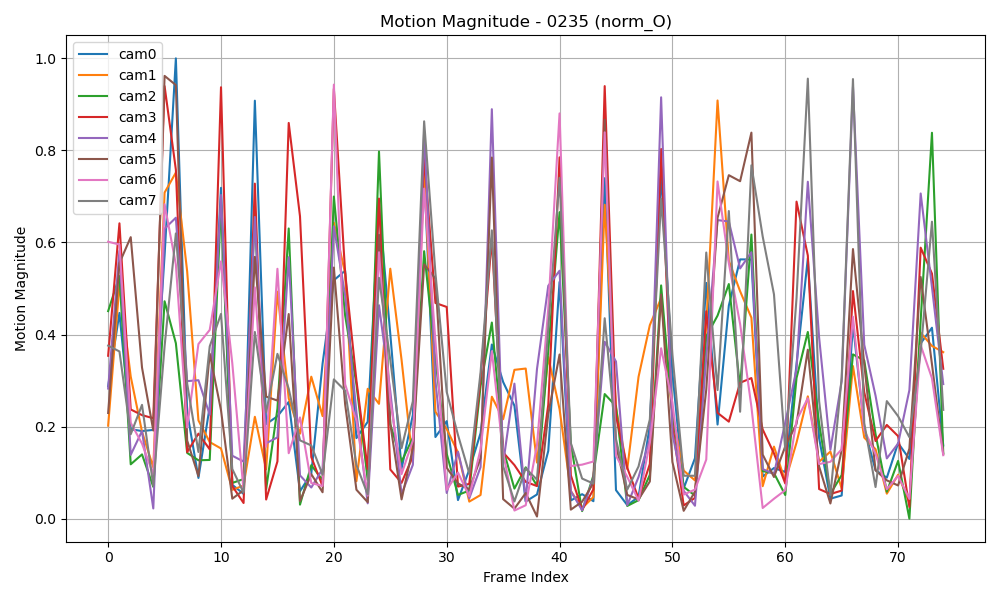 Motion Magnitude - 0235 (norm_O)
1.0
0.8
0.6
0.4
0.2
0.0
Motion Magnitude
cam0
cam1
cam2
cam3
cam4
cam5
cam6
cam7
0 10 20 30 40 50 60 70
Frame Index